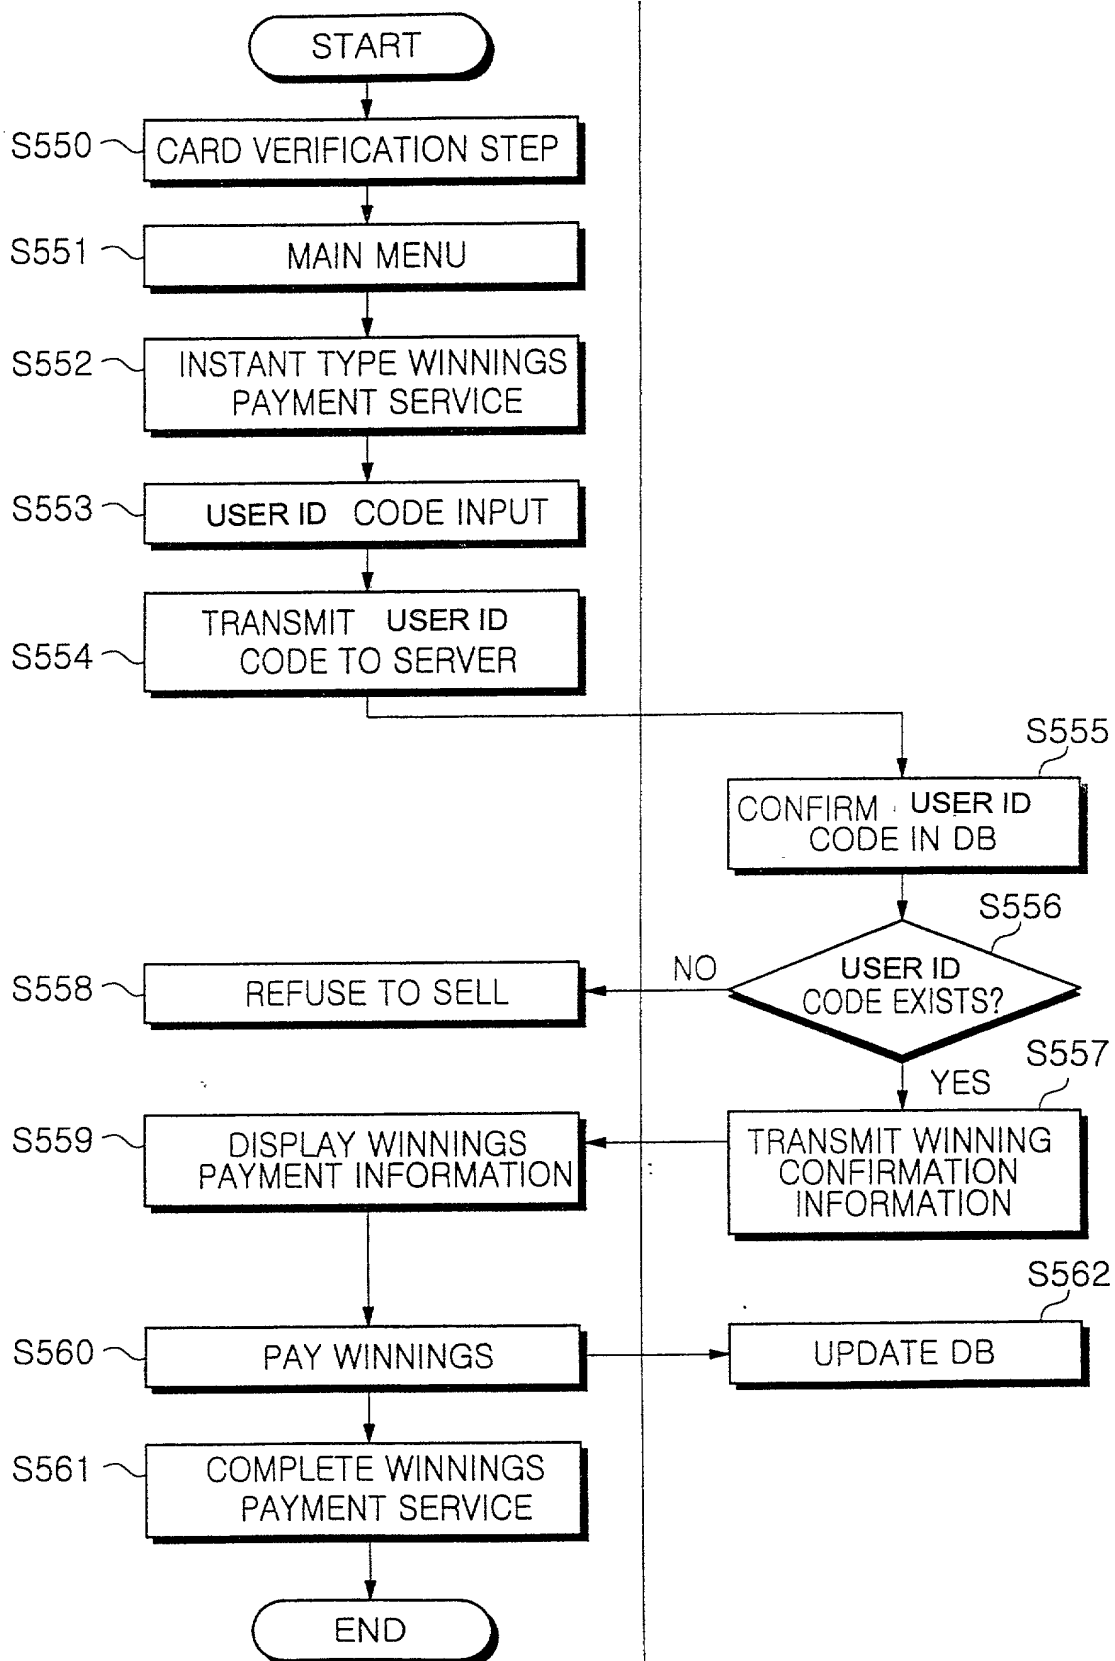 START
S550
CARD VERIFICATION STEP
S551
MAIN MENU
S552
INSTANT TYPE WINNINGS
PAYMENT SERVICE
S553
USER ID CODE INPUT
S554
TRANSMIT USER ID
CODE TO SERVER
S555
CONFIRM USER ID
CODE IN DB
S556
USER ID
CODE EXISTS?
NO
S558
REFUSE TO SELL
YES
S557
TRANSMIT WINNING
CONFIRMATION
INFORMATION
S559
DISPLAY WINNINGS
PAYMENT INFORMATION
S560
PAY WINNINGS
S562
UPDATE DB
S561
COMPLETE WINNINGS
PAYMENT SERVICE
END